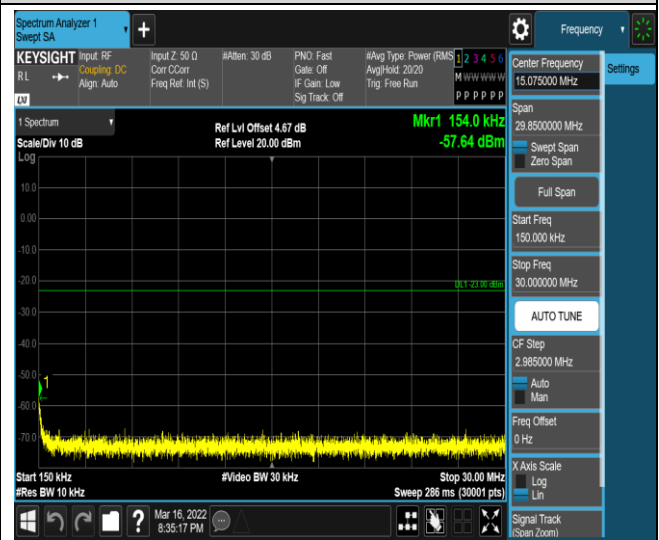 Spectrum Analyzer 1
Swept SA
Frequency
KEYSIGHT
RL
LXI
Input: RF
Coupling: DC
Align: Auto
Input Z: 50 Ω
Corr CCorr
Freq Ref: Int (S)
#Atten: 30 dB
PNO: Fast
Gate: Off
IF Gain: Low
Sig Track: Off
#Avg Type: Power (RMS
Avg|Hold: 20/20
Trig: Free Run
1 2 3 4 5 6
M W W W W W
P P P P P P
1 Spectrum
Scale/Div 10 dB
Ref Lvl Offset 4.67 dB
Ref Level 20.00 dBm
Mkr1 154.0 kHz
-57.64 dBm
Log
10.0
0.00
-10.0
-20.0
DL1 -23.00 dBm
-30.0
-40.0
-50.0
1
-60.0
-70.0
Start 150 kHz
#Res BW 10 kHz
#Video BW 30 kHz
Stop 30.00 MHz
Sweep 286 ms (30001 pts)
Mar 16, 2022
8:35:17 PM
Center Frequency
15.075000 MHz
Settings
Span
29.8500000 MHz
Swept Span
Zero Span
Full Span
Start Freq
150.000 kHz
Stop Freq
30.000000 MHz
AUTO TUNE
CF Step
2.985000 MHz
Auto
Man
Freq Offset
0 Hz
X Axis Scale
Log
Lin
Signal Track
(Span Zoom)